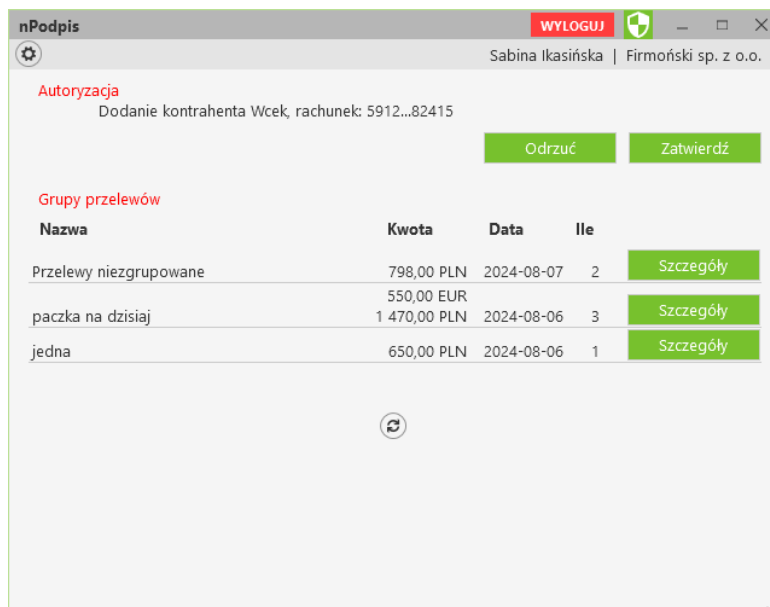 nPodpis WYLOGUJ
Sabina Ikasińska | Firmoński sp. z o.o.
Autoryzacja
Dodanie kontrahenta Wcek, rachunek: 5912...82415
Odrzuć Zatwierdź
Grupy przelewów
Nazwa Kwota Data Ile
Przelewy niezgrupowane 798,00 PLN 2024-08-07 2 Szczegóły
550,00 EUR
paczka na dzisiaj 1 470,00 PLN 2024-08-06 3 Szczegóły
jedna 650,00 PLN 2024-08-06 1 Szczegóły